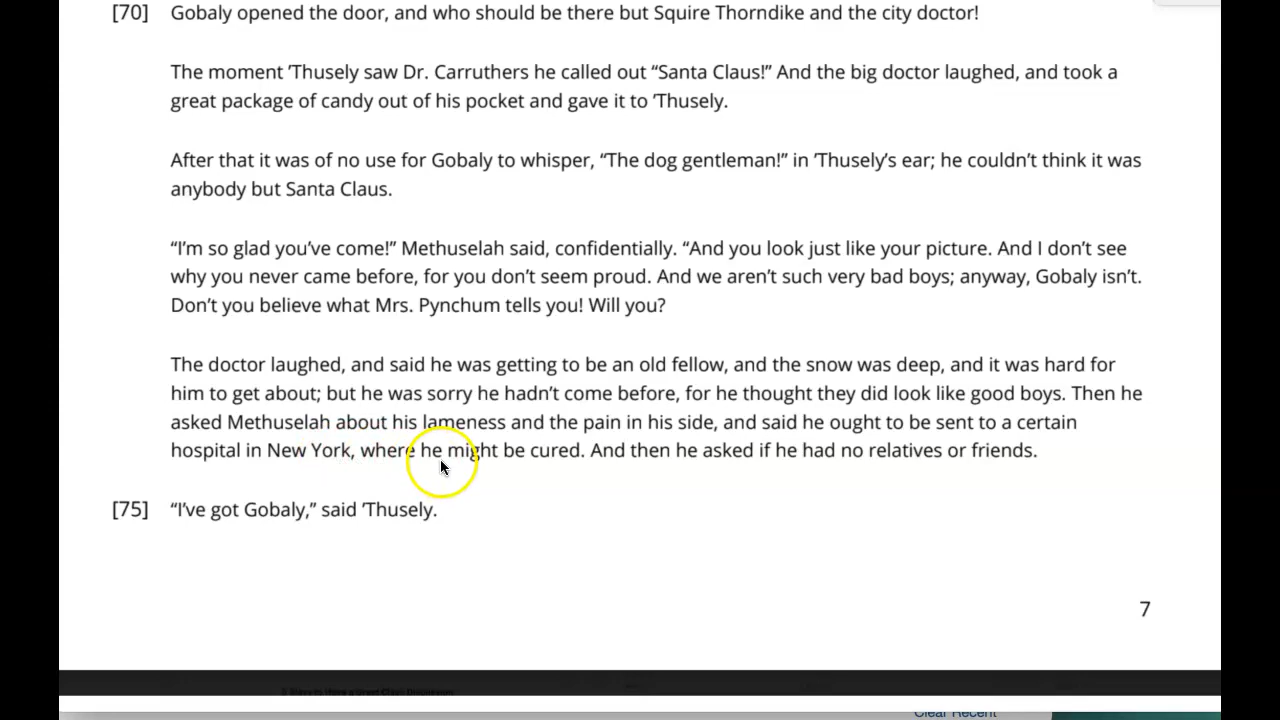 [70] Gobaly opened the door, and who should be there but Squire Thorndike and the city doctor!
The moment ’Thusely saw Dr. Carruthers he called out “Santa Claus!” And the big doctor laughed, and took a
great package of candy out of his pocket and gave it to ’Thusely.
After that it was of no use for Gobaly to whisper, “The dog gentleman!” in ’Thusely’s ear; he couldn’t think it was
anybody but Santa Claus.
“I’m so glad you’ve come!” Methuselah said, confidentially. “And you look just like your picture. And I don’t see
why you never came before, for you don’t seem proud. And we aren’t such very bad boys; anyway, Gobaly isn’t.
Don’t you believe what Mrs. Pynchum tells you! Will you?
The doctor laughed, and said he was getting to be an old fellow, and the snow was deep, and it was hard for
him to get about; but he was sorry he hadn’t come before, for he thought they did look like good boys. Then he
asked Methuselah about his lameness and the pain in his side, and said he ought to be sent to a certain
hospital in New York, where he might be cured. And then he asked if he had no relatives or friends.
[75] “I’ve got Gobaly,” said ’Thusely.
7
Clear Recent